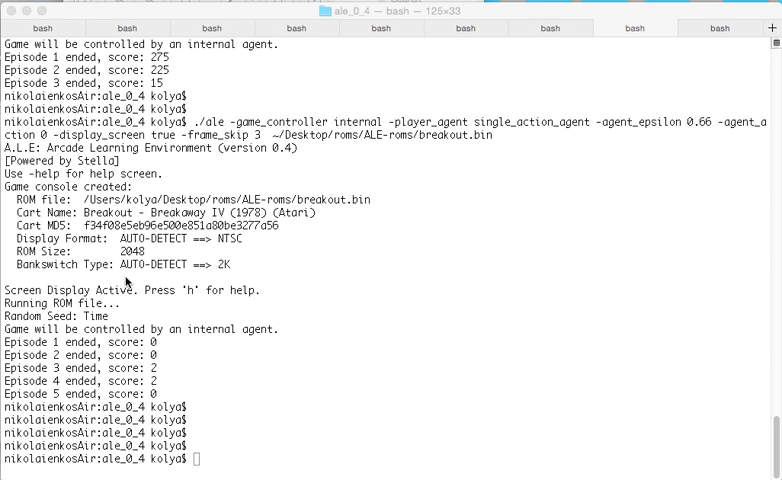 ale_0_4 — bash — 125×33
bash bash bash bash bash bash bash bash bash +
Game will be controlled by an internal agent.
Episode 1 ended, score: 275
Episode 2 ended, score: 225
Episode 3 ended, score: 15
nikolaienkosAir:ale_0_4 kolya$
nikolaienkosAir:ale_0_4 kolya$
nikolaienkosAir:ale_0_4 kolya$ ./ale -game_controller internal -player_agent single_action_agent -agent_epsilon 0.66 -agent_a
ction 0 -display_screen true -frame_skip 3  ~/Desktop/roms/ALE-roms/breakout.bin
A.L.E: Arcade Learning Environment (version 0.4)
[Powered by Stella]
Use -help for help screen.
Game console created:
  ROM file:  /Users/kolya/Desktop/roms/ALE-roms/breakout.bin
  Cart Name: Breakout - Breakaway IV (1978) (Atari)
  Cart MD5:  f34f08e5eb96e500e851a80be3277a56
  Display Format:  AUTO-DETECT ==> NTSC
  ROM Size:        2048
  Bankswitch Type: AUTO-DETECT ==> 2K
Screen Display Active. Press 'h' for help.
Running ROM file...
Random Seed: Time
Game will be controlled by an internal agent.
Episode 1 ended, score: 0
Episode 2 ended, score: 0
Episode 3 ended, score: 2
Episode 4 ended, score: 2
Episode 5 ended, score: 0
nikolaienkosAir:ale_0_4 kolya$
nikolaienkosAir:ale_0_4 kolya$
nikolaienkosAir:ale_0_4 kolya$
nikolaienkosAir:ale_0_4 kolya$
nikolaienkosAir:ale_0_4 kolya$